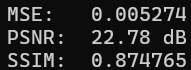 MSE:   0.005274
PSNR:  22.78 dB
SSIM:  0.874765